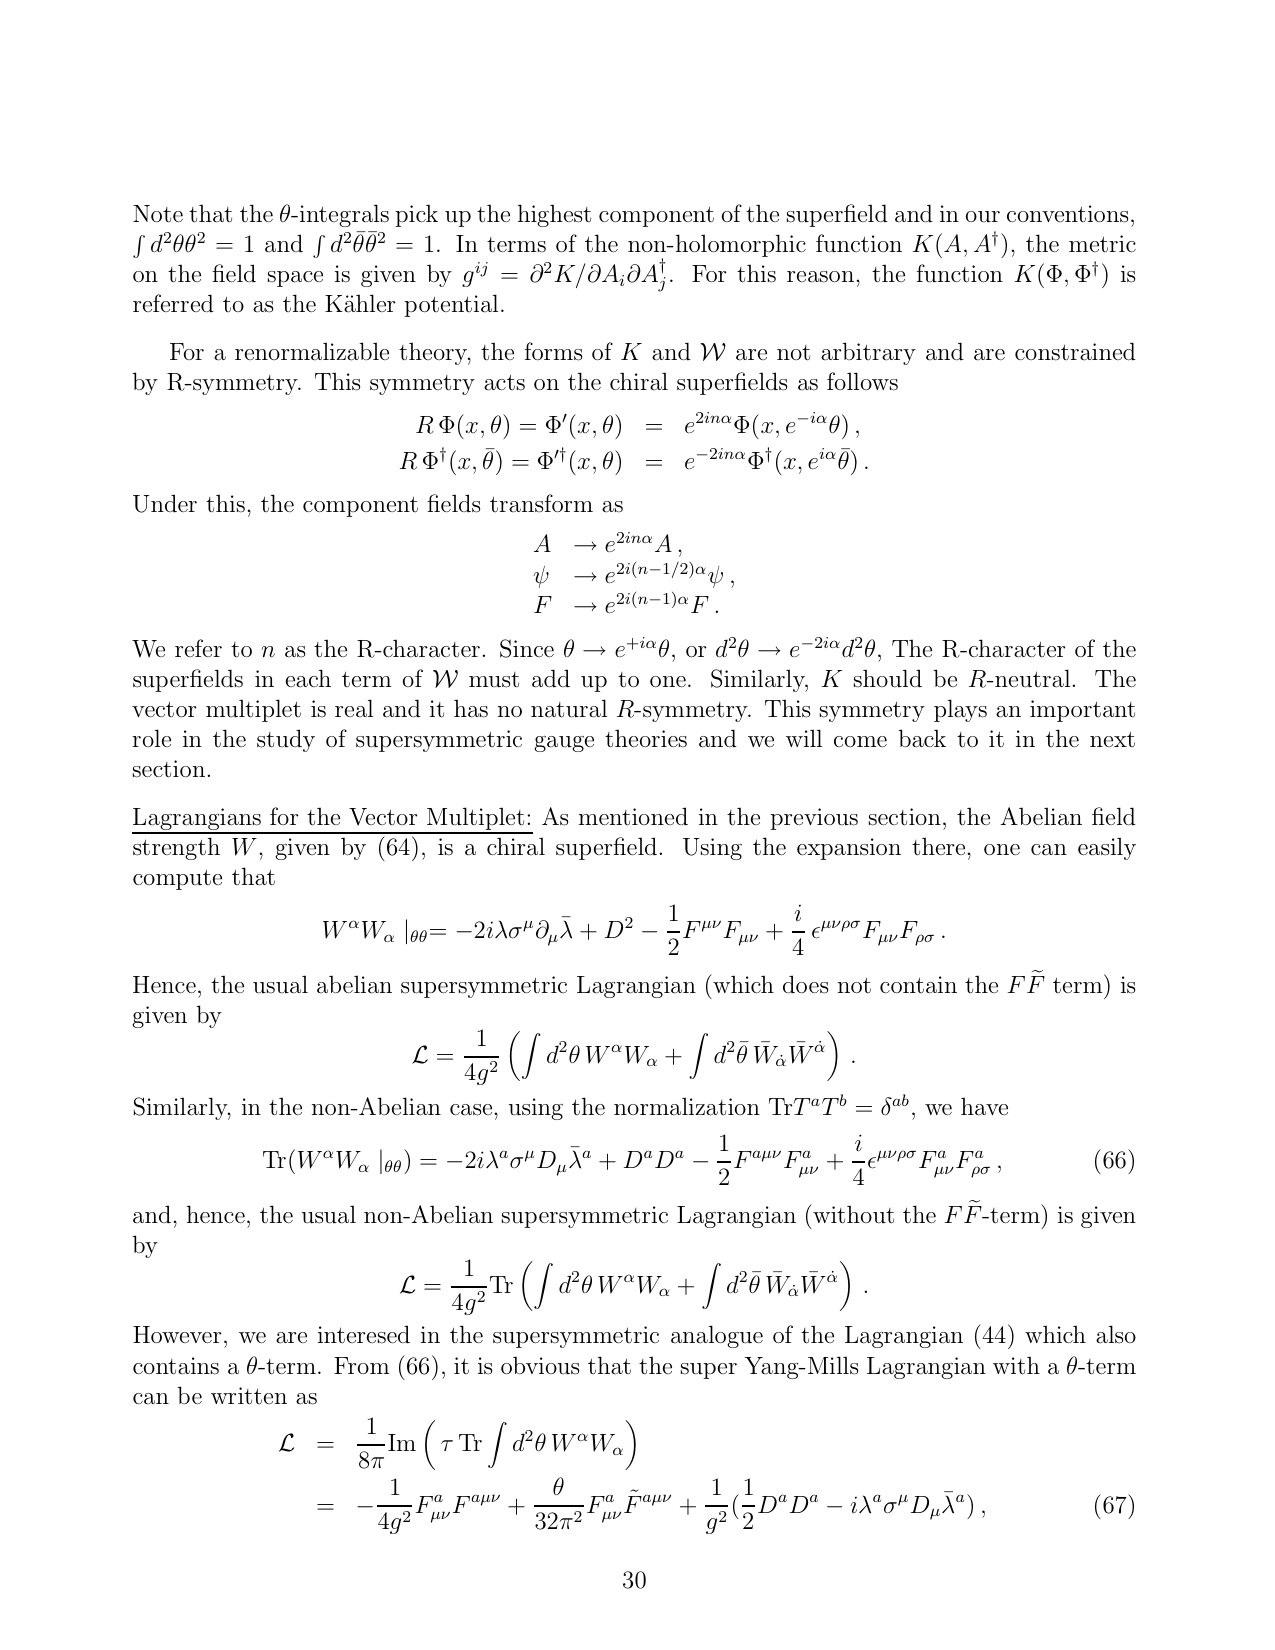 Note that the θ-integrals pick up the highest component of the superfield and in our conventions,
∫ d²θθ² = 1 and ∫ d²θ̄θ̄² = 1. In terms of the non-holomorphic function K(A, A†), the metric
on the field space is given by g^{ij} = ∂²K/∂A_i∂A†_j. For this reason, the function K(Φ, Φ†) is
referred to as the Kähler potential.
For a renormalizable theory, the forms of K and 𝒲 are not arbitrary and are constrained
by R-symmetry. This symmetry acts on the chiral superfields as follows
R Φ(x, θ) = Φ′(x, θ) = e^{2inα}Φ(x, e^{−iα}θ) ,
R Φ†(x, θ̄) = Φ′†(x, θ) = e^{−2inα}Φ†(x, e^{iα}θ̄) .
Under this, the component fields transform as
A → e^{2inα}A ,
ψ → e^{2i(n−1/2)α}ψ ,
F → e^{2i(n−1)α}F .
We refer to n as the R-character. Since θ → e^{+iα}θ, or d²θ → e^{−2iα}d²θ, The R-character of the
superfields in each term of 𝒲 must add up to one. Similarly, K should be R-neutral. The
vector multiplet is real and it has no natural R-symmetry. This symmetry plays an important
role in the study of supersymmetric gauge theories and we will come back to it in the next
section.
Lagrangians for the Vector Multiplet: As mentioned in the previous section, the Abelian field
strength W, given by (64), is a chiral superfield. Using the expansion there, one can easily
compute that
W^α W_α |_{θθ}= −2iλσ^μ∂_μλ̄ + D² − 1/2 F^{μν}F_{μν} + i/4 ϵ^{μνρσ}F_{μν}F_{ρσ} .
Hence, the usual abelian supersymmetric Lagrangian (which does not contain the FF̃ term) is
given by
ℒ = 1/4g² (∫ d²θ W^αW_α + ∫ d²θ̄ W̄_α̇W̄^α̇) .
Similarly, in the non-Abelian case, using the normalization TrT^aT^b = δ^{ab}, we have
Tr(W^αW_α |_{θθ}) = −2iλ^aσ^μD_μλ̄^a + D^aD^a − 1/2 F^{aμν}F^a_{μν} + i/4 ϵ^{μνρσ}F^a_{μν}F^a_{ρσ} , (66)
and, hence, the usual non-Abelian supersymmetric Lagrangian (without the FF̃-term) is given
by
ℒ = 1/4g² Tr (∫ d²θ W^αW_α + ∫ d²θ̄ W̄_α̇W̄^α̇) .
However, we are interesed in the supersymmetric analogue of the Lagrangian (44) which also
contains a θ-term. From (66), it is obvious that the super Yang-Mills Lagrangian with a θ-term
can be written as
ℒ = 1/8π Im (τ Tr ∫ d²θ W^αW_α)
= −1/4g² F^a_{μν}F^{aμν} + θ/32π² F^a_{μν}F̃^{aμν} + 1/g² (1/2 D^aD^a − iλ^aσ^μD_μλ̄^a) , (67)
30